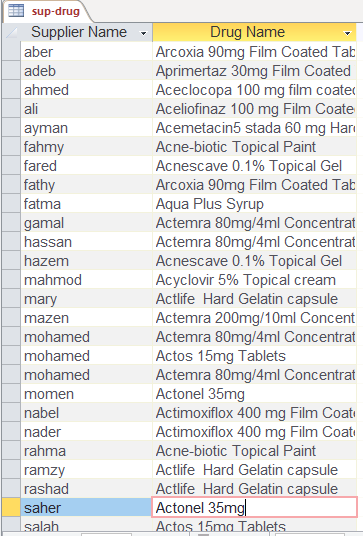 sup-drug
Supplier Name Drug Name
aber Arcoxia 90mg Film Coated Tab
adeb Aprimertaz 30mg Film Coated
ahmed Aceclocopa 100 mg film coated
ali Aceliofinaz 100 mg Film Coated
ayman Acemetacin5 stada 60 mg Hard
fahmy Acne-biotic Topical Paint
fared Acnescave 0.1% Topical Gel
fathy Arcoxia 90mg Film Coated Tab
fatma Aqua Plus Syrup
gamal Actemra 80mg/4ml Concentrat
hassan Actemra 80mg/4ml Concentrat
hazem Acnescave 0.1% Topical Gel
mahmod Acyclovir 5% Topical cream
mary Actlife Hard Gelatin capsule
mazen Actemra 200mg/10ml Concen
mohamed Actemra 80mg/4ml Concentrat
mohamed Actos 15mg Tablets
mohamed Actemra 80mg/4ml Concentrat
momen Actonel 35mg
nabel Actimoxiflox 400 mg Film Coate
nader Actimoxiflox 400 mg Film Coate
rahma Acne-biotic Topical Paint
ramzy Actlife Hard Gelatin capsule
rashad Actlife Hard Gelatin capsule
saher Actonel 35mg
salah Actos 15mg Tablets